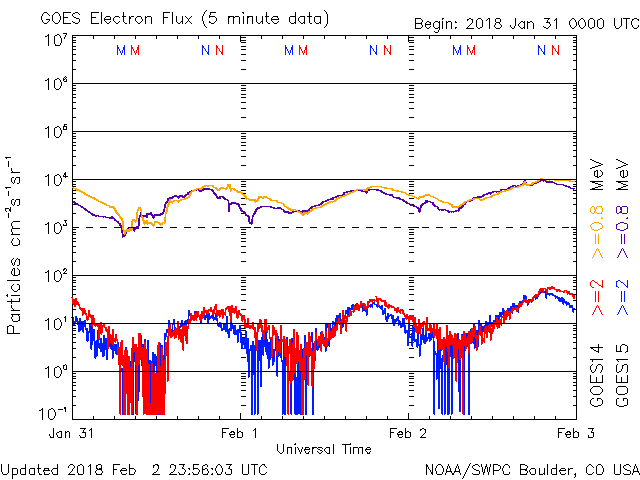 GOES Electron Flux (5 minute data)
Begin: 2018 Jan 31 0000 UTC
M M N N M M N N M M N N
10⁷
10⁶
10⁵
10⁴
10³
10²
10¹
10⁰
10⁻¹
Particles cm⁻²s⁻¹sr⁻¹
Jan 31 Feb 1 Feb 2 Feb 3
Universal Time
GOES14 >=2 >=0.8 MeV
GOES15 >=2 >=0.8 MeV
Updated 2018 Feb 2 23:56:03 UTC
NOAA/SWPC Boulder, CO USA